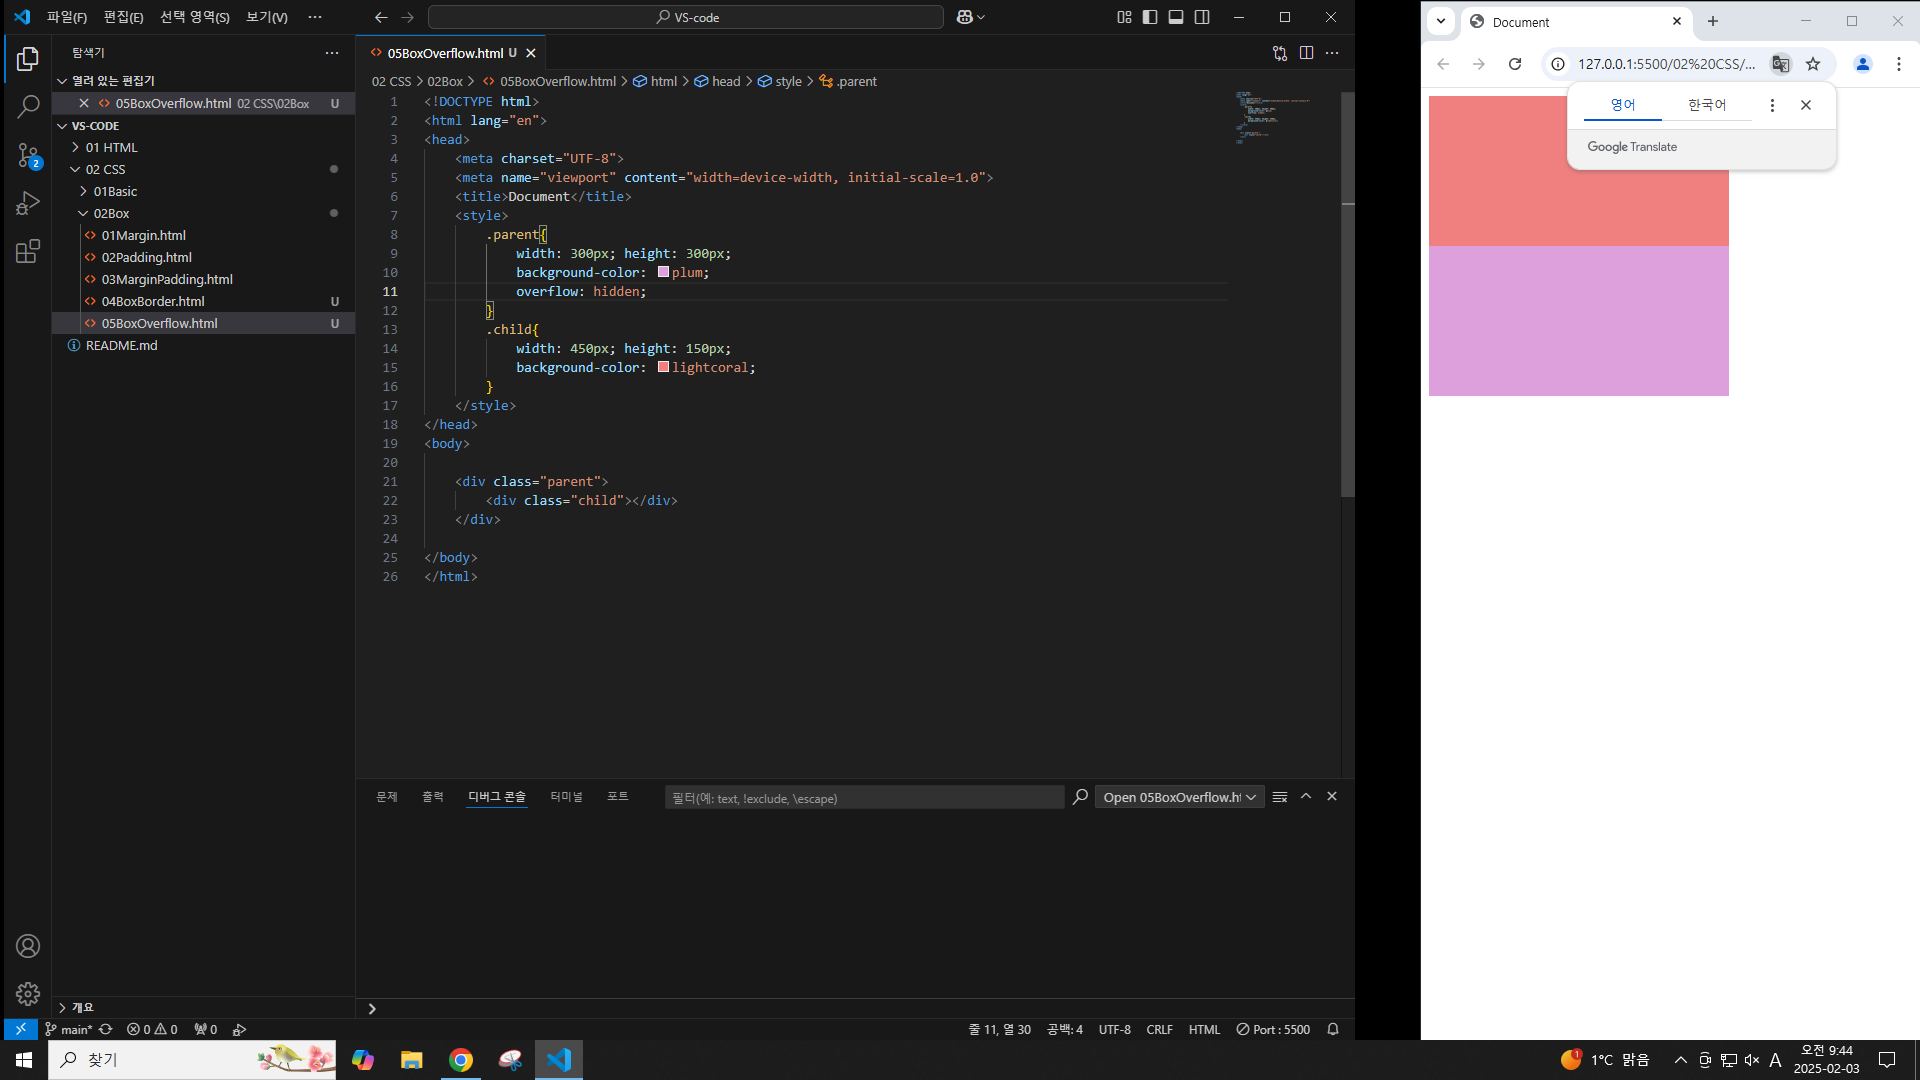 파일(F) 편집(E) 선택 영역(S) 보기(V) ···
VS-code
탐색기
열려 있는 편집기
05BoxOverflow.html 02 CSS\02Box U
VS-CODE
01 HTML
02 CSS
01Basic
02Box
01Margin.html
02Padding.html
03MarginPadding.html
04BoxBorder.html U
05BoxOverflow.html U
README.md
개요
2
05BoxOverflow.html U
02 CSS > 02Box > 05BoxOverflow.html > html > head > style > .parent
1 <!DOCTYPE html>
2 <html lang="en">
3 <head>
4 <meta charset="UTF-8">
5 <meta name="viewport" content="width=device-width, initial-scale=1.0">
6 <title>Document</title>
7 <style>
8 .parent{
9 width: 300px; height: 300px;
10 background-color: plum;
11 overflow: hidden;
12 }
13 .child{
14 width: 450px; height: 150px;
15 background-color: lightcoral;
16 }
17 </style>
18 </head>
19 <body>
20
21 <div class="parent">
22 <div class="child"></div>
23 </div>
24
25 </body>
26 </html>
문제 출력 디버그 콘솔 터미널 포트
필터(예: text, !exclude, \escape)
Open 05BoxOverflow.ht
main* 0 0 0
줄 11, 열 30 공백: 4 UTF-8 CRLF HTML Port : 5500
Document
127.0.0.1:5500/02%20CSS/...
영어 한국어
Google Translate
찾기
1
1°C 맑음
A
오전 9:44
2025-02-03